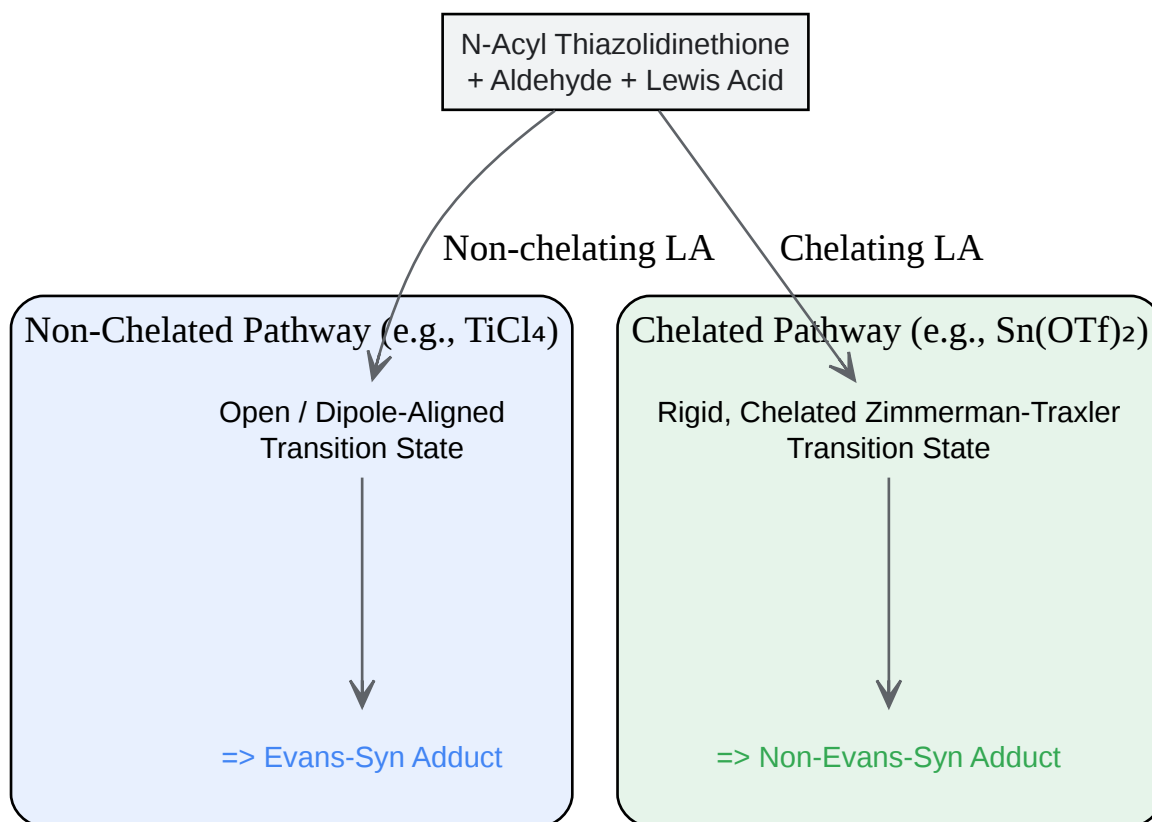 N-Acyl Thiazolidinethione
+ Aldehyde + Lewis Acid
Non-chelating LA
Chelating LA
Non-Chelated Pathway (e.g., TiCl₄)
Open / Dipole-Aligned
Transition State
=> Evans-Syn Adduct
Chelated Pathway (e.g., Sn(OTf)₂)
Rigid, Chelated Zimmerman-Traxler
Transition State
=> Non-Evans-Syn Adduct